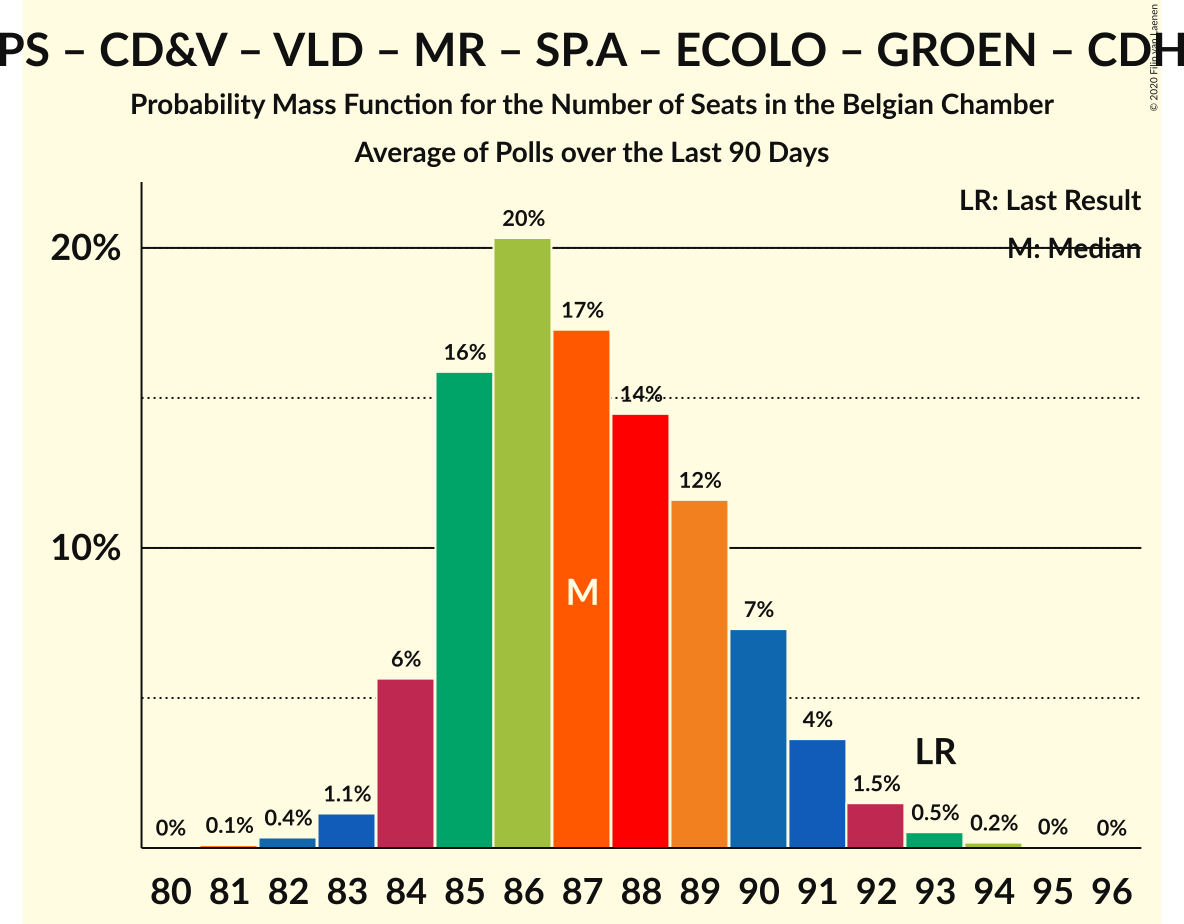 PS – CD&V – VLD – MR – SP.A – ECOLO – GROEN – CDH
© 2020 Filip van Laenen
Probability Mass Function for the Number of Seats in the Belgian Chamber
Average of Polls over the Last 90 Days
LR: Last Result
M: Median
20%
10%
0% 0.1% 0.4% 1.1% 6% 16% 20% 17% 14% 12% 7% 4% 1.5% 0.5% 0.2% 0% 0%
M
LR
80 81 82 83 84 85 86 87 88 89 90 91 92 93 94 95 96